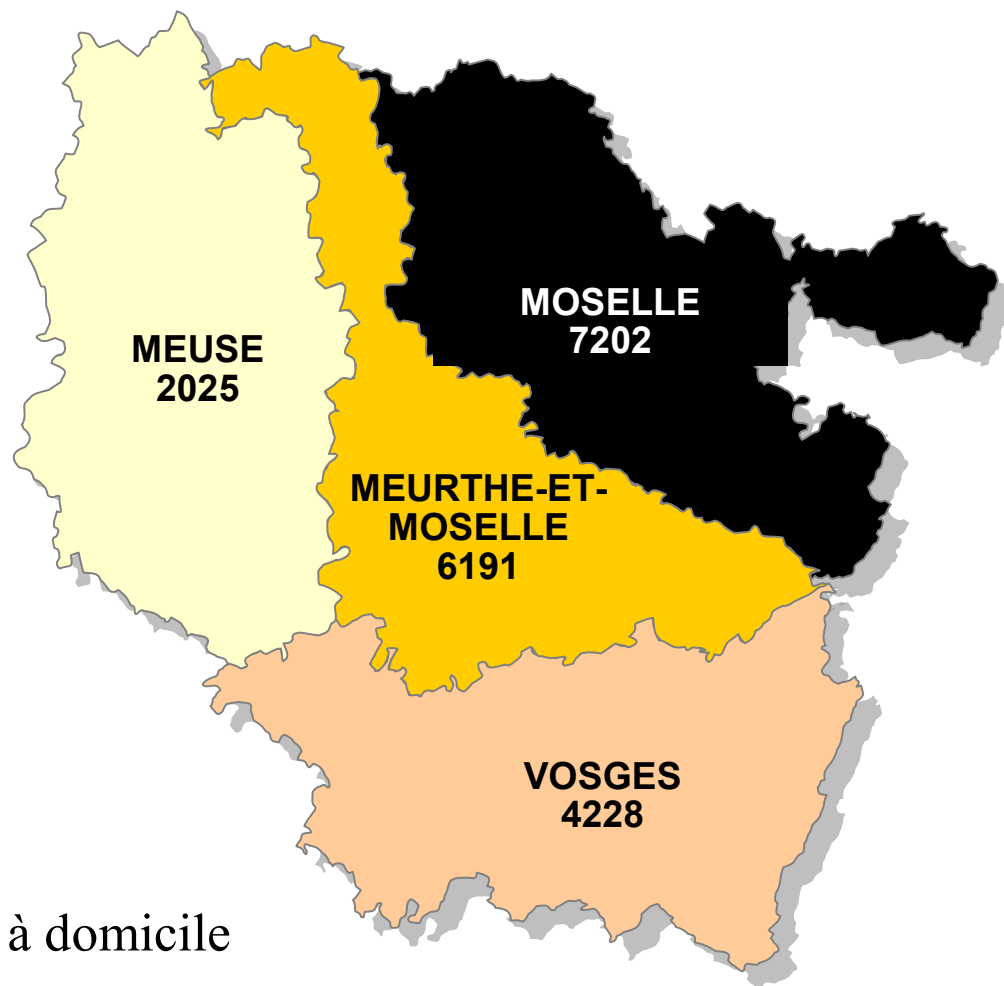 MOSELLE
7202
MEUSE
2025
MEURTHE-ET-
MOSELLE
6191
VOSGES
4228
à domicile